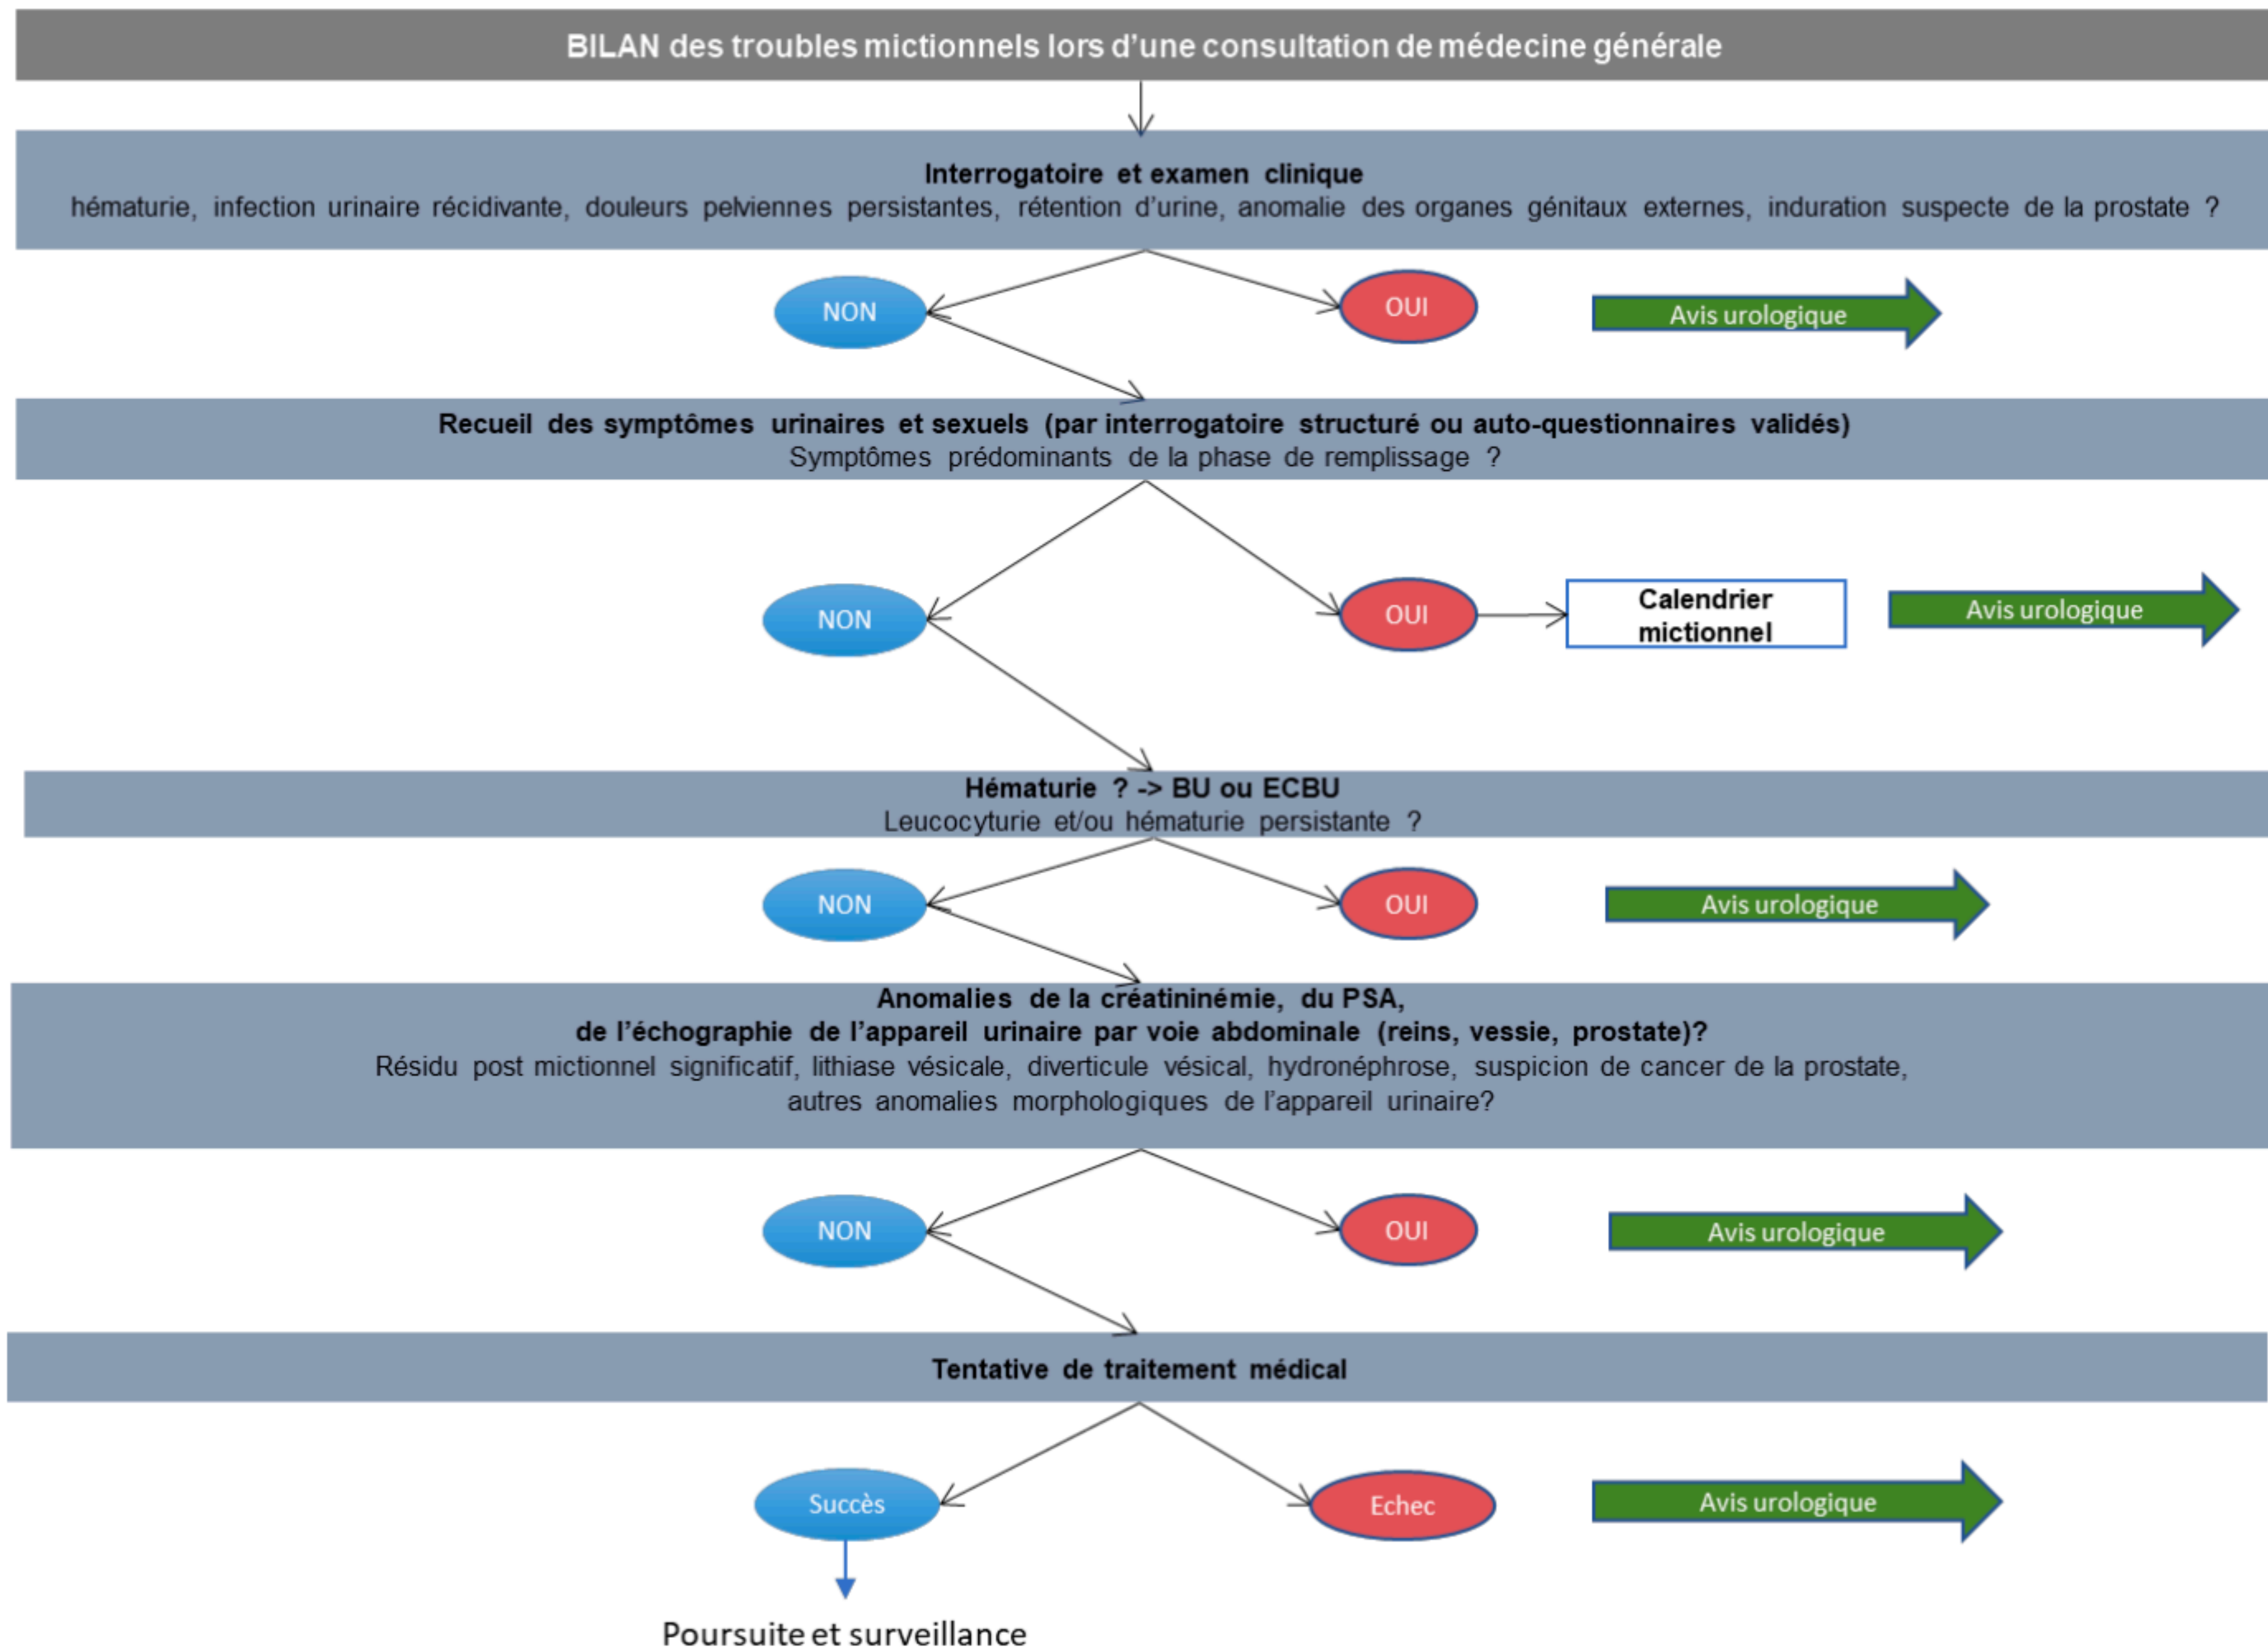 BILAN des troubles mictionnels lors d'une consultation de médecine générale
Interrogatoire et examen clinique
hématurie, infection urinaire récidivante, douleurs pelviennes persistantes, rétention d'urine, anomalie des organes génitaux externes, induration suspecte de la prostate ?
NON
OUI
Avis urologique
Recueil des symptômes urinaires et sexuels (par interrogatoire structuré ou auto-questionnaires validés)
Symptômes prédominants de la phase de remplissage ?
NON
OUI
Calendrier
mictionnel
Avis urologique
Hématurie ? -> BU ou ECBU
Leucocyturie et/ou hématurie persistante ?
NON
OUI
Avis urologique
Anomalies de la créatininémie, du PSA,
de l'échographie de l'appareil urinaire par voie abdominale (reins, vessie, prostate)?
Résidu post mictionnel significatif, lithiase vésicale, diverticule vésical, hydronéphrose, suspicion de cancer de la prostate,
autres anomalies morphologiques de l'appareil urinaire?
NON
OUI
Avis urologique
Tentative de traitement médical
Succès
Echec
Avis urologique
Poursuite et surveillance